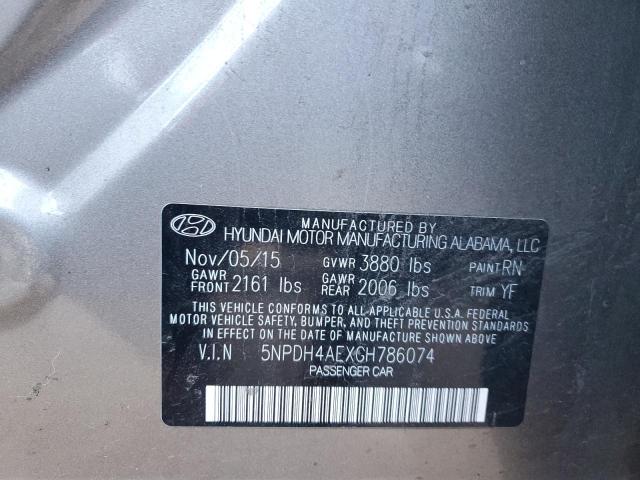 MANUFACTURED BY
HYUNDAI MOTOR MANUFACTURING ALABAMA, LLC
Nov/05/15 GVWR 3880 lbs PAINT RN
GAWR FRONT 2161 lbs GAWR REAR 2006 lbs TRIM YF
THIS VEHICLE CONFORMS TO ALL APPLICABLE U.S.A. FEDERAL
MOTOR VEHICLE SAFETY, BUMPER, AND THEFT PREVENTION STANDARDS
IN EFFECT ON THE DATE OF MANUFACTURE SHOWN ABOVE.
V.I.N 5NPDH4AEXGH786074
PASSENGER CAR